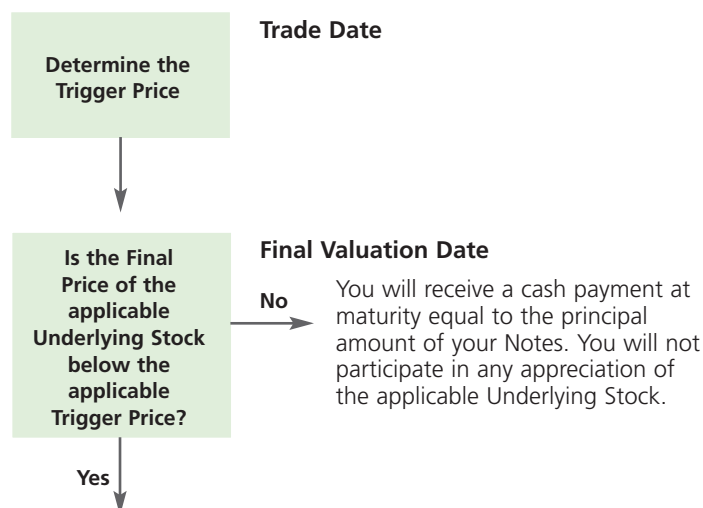 Trade Date
Determine the
Trigger Price
Final Valuation Date
Is the Final
Price of the
applicable
Underlying Stock
below the
applicable
Trigger Price?
No
You will receive a cash payment at
maturity equal to the principal
amount of your Notes. You will not
participate in any appreciation of
the applicable Underlying Stock.
Yes